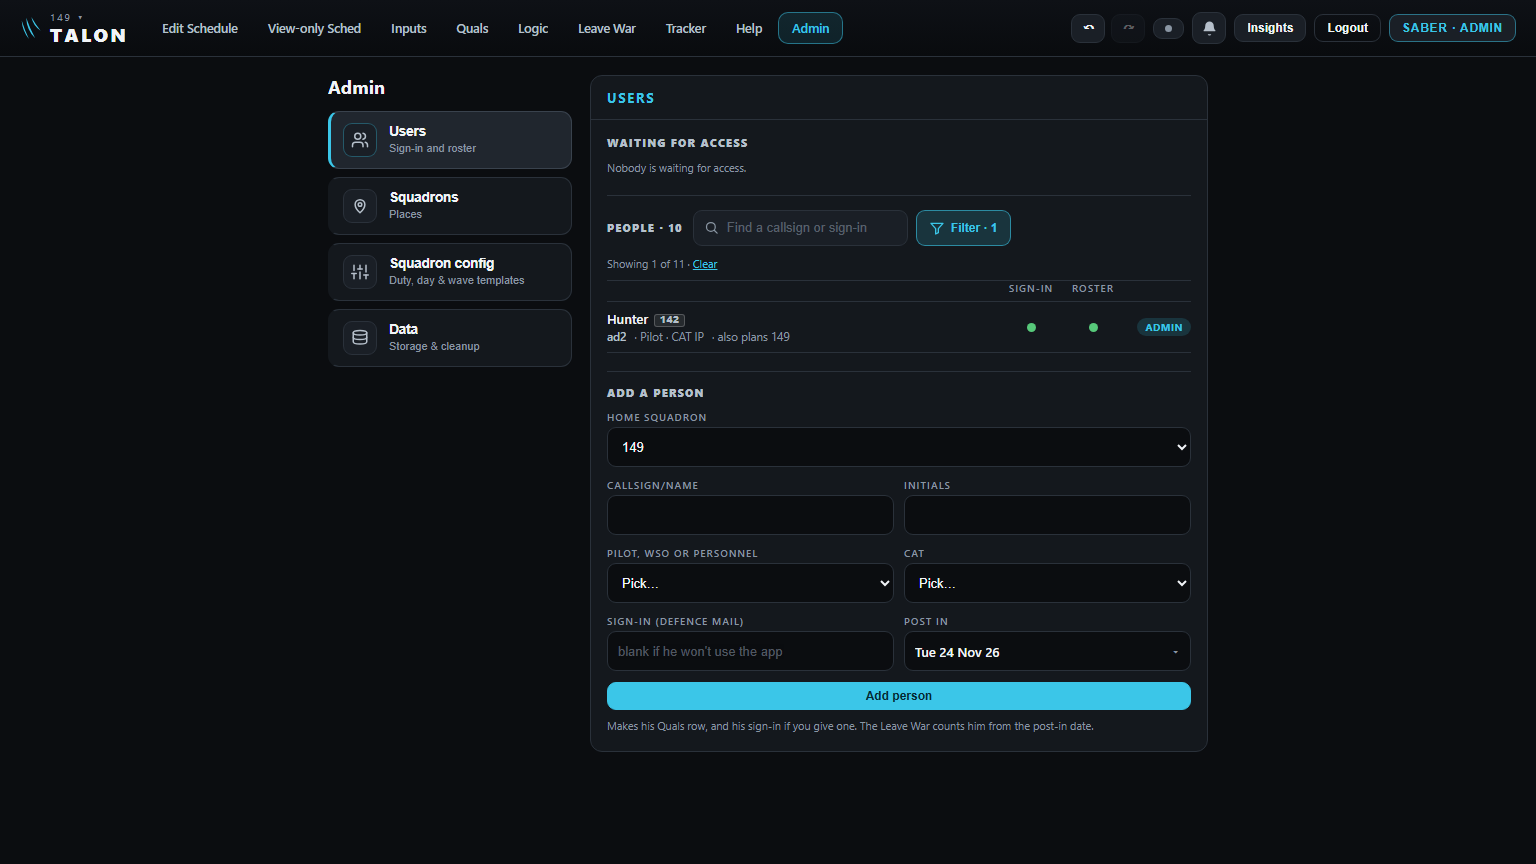 149
TALON
Edit Schedule
View-only Sched
Inputs
Quals
Logic
Leave War
Tracker
Help
Admin
Insights
Logout
SABER · ADMIN
Admin
Users
Sign-in and roster
Squadrons
Places
Squadron config
Duty, day & wave templates
Data
Storage & cleanup
USERS
WAITING FOR ACCESS
Nobody is waiting for access.
PEOPLE · 10
Find a callsign or sign-in
Filter · 1
Showing 1 of 11 · Clear
SIGN-IN
ROSTER
Hunter 142
ad2 · Pilot · CAT IP · also plans 149
ADMIN
ADD A PERSON
HOME SQUADRON
149
CALLSIGN/NAME
INITIALS
PILOT, WSO OR PERSONNEL
CAT
Pick...
Pick...
SIGN-IN (DEFENCE MAIL)
POST IN
blank if he won't use the app
Tue 24 Nov 26
Add person
Makes his Quals row, and his sign-in if you give one. The Leave War counts him from the post-in date.